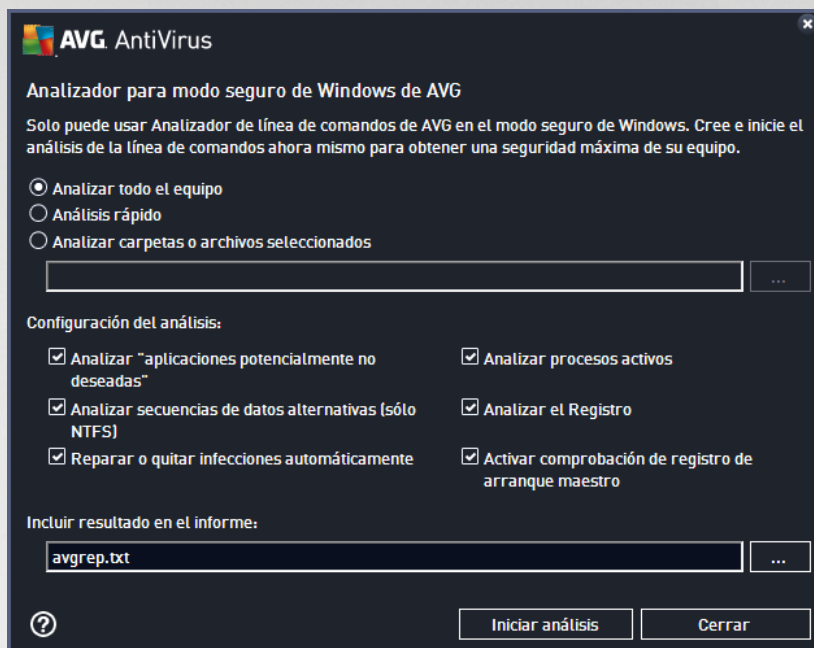 AVG. AntiVirus
Analizador para modo seguro de Windows de AVG
Solo puede usar Analizador de línea de comandos de AVG en el modo seguro de Windows. Cree e inicie el
análisis de la línea de comandos ahora mismo para obtener una seguridad máxima de su equipo.
Analizar todo el equipo
Análisis rápido
Analizar carpetas o archivos seleccionados
...
Configuración del análisis:
Analizar "aplicaciones potencialmente no
deseadas"
Analizar procesos activos
Analizar secuencias de datos alternativas (sólo
NTFS)
Analizar el Registro
Reparar o quitar infecciones automáticamente
Activar comprobación de registro de
arranque maestro
Incluir resultado en el informe:
avgrep.txt
...
?
Iniciar análisis
Cerrar